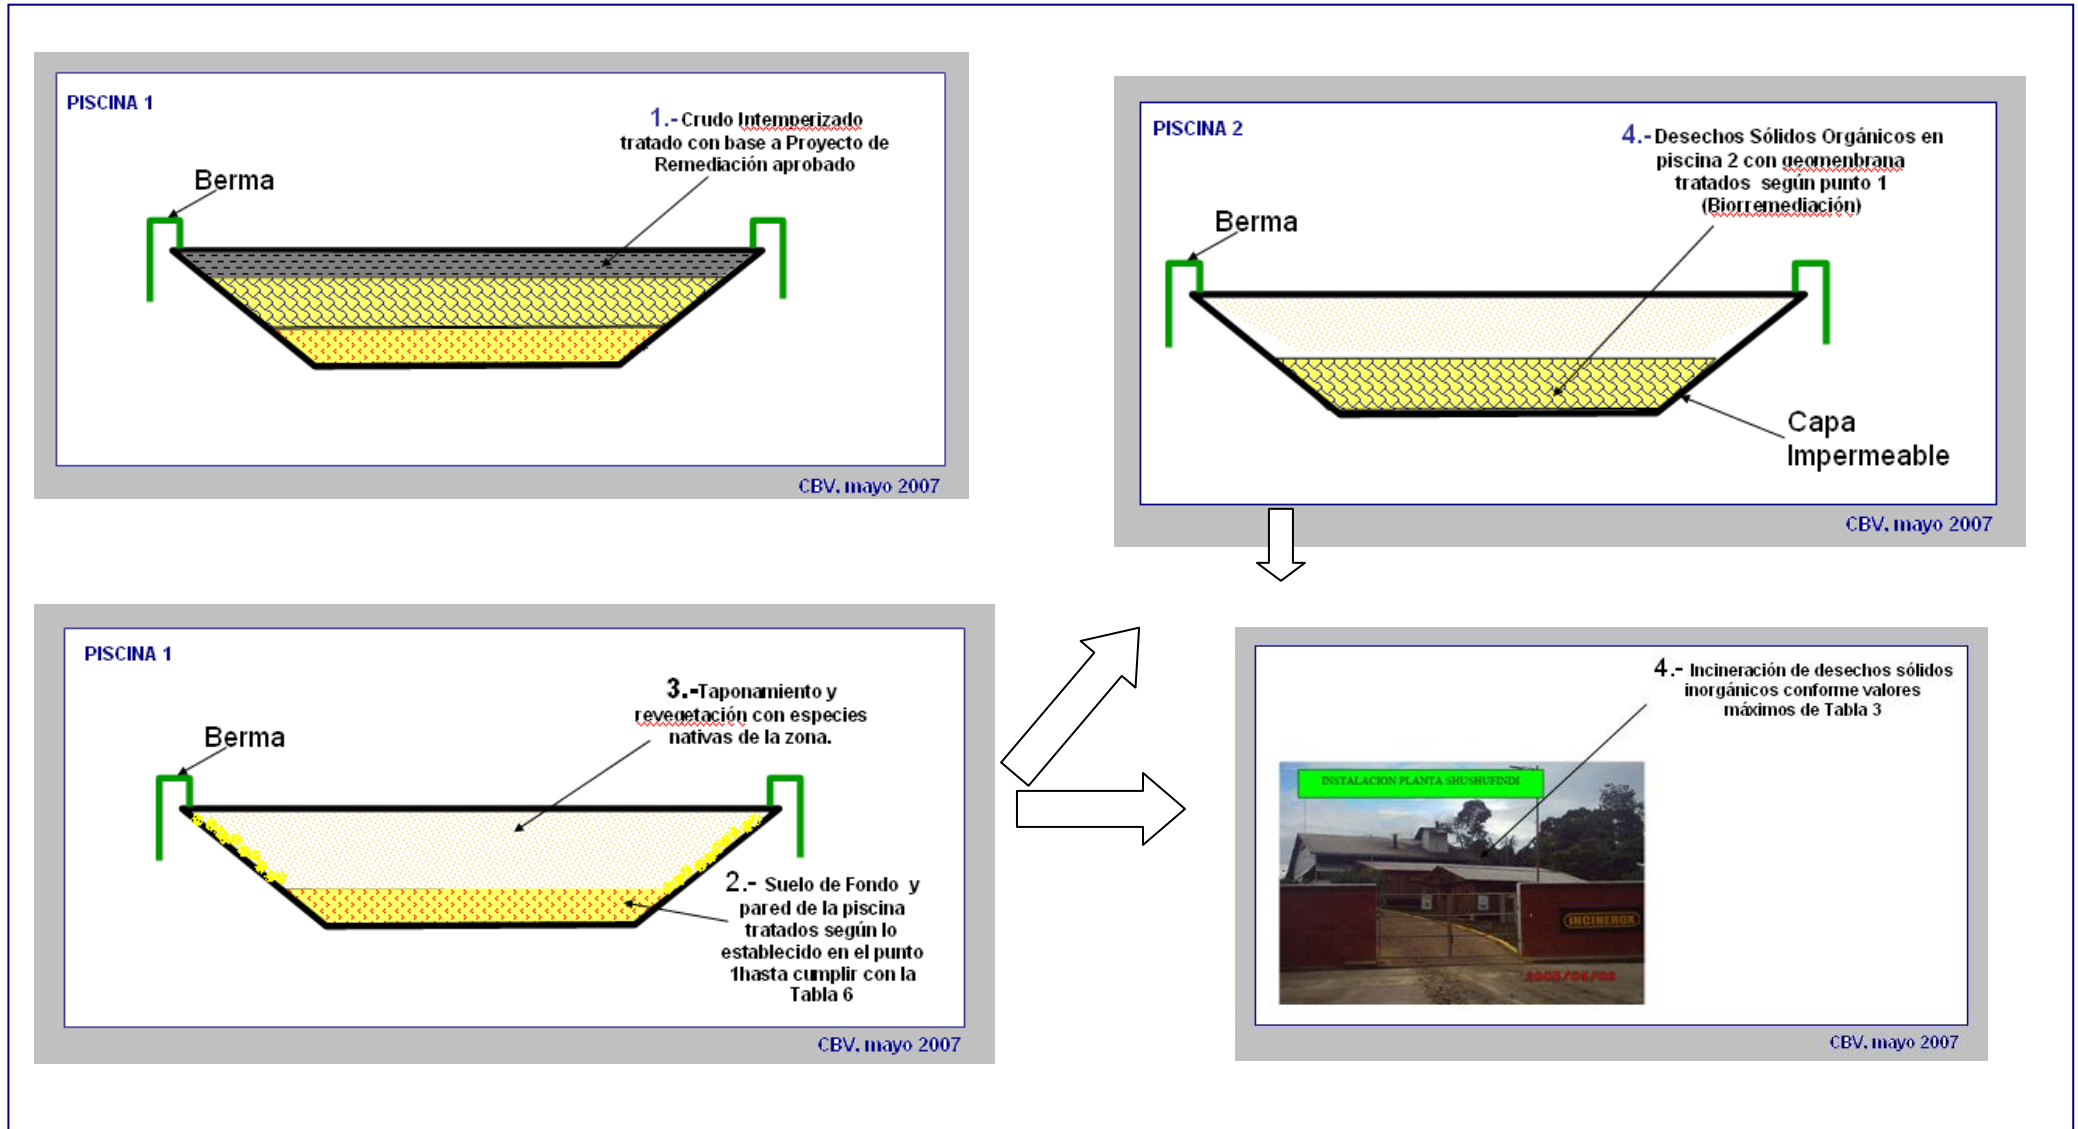 PISCINA 1
1.- Crudo Intemperizado
tratado con base a Proyecto de
Remediación aprobado
Berma
CBV, mayo 2007
PISCINA 2
4.- Desechos Sólidos Orgánicos en
piscina 2 con geomenbrana
tratados según punto 1
(Biorremediación)
Berma
Capa
Impermeable
CBV, mayo 2007
PISCINA 1
3.-Taponamiento y
revegetación con especies
nativas de la zona.
Berma
2.- Suelo de Fondo y
pared de la piscina
tratados según lo
establecido en el punto
1hasta cumplir con la
Tabla 6
CBV, mayo 2007
4.- Incineración de desechos sólidos
inorgánicos conforme valores
máximos de Tabla 3
INSTALACION PLANTA SHUSHUFINDI
INCINEROX
CBV, mayo 2007